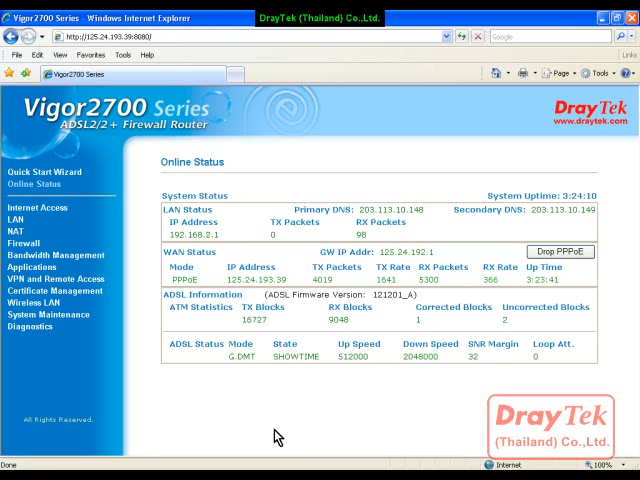 Vigor2700 Series - Windows Internet Explorer
DrayTek (Thailand) Co.,Ltd.
http://125.24.193.39:8080/
Google
File Edit View Favorites Tools Help
Links
Vigor2700 Series
Page Tools
Vigor2700 Series
ADSL2/2+ Firewall Router
DrayTek
www.draytek.com
Quick Start Wizard
Online Status
Internet Access
LAN
NAT
Firewall
Bandwidth Management
Applications
VPN and Remote Access
Certificate Management
Wireless LAN
System Maintenance
Diagnostics
All Rights Reserved.
Online Status
System Status System Uptime: 3:24:10
LAN Status Primary DNS: 203.113.10.148 Secondary DNS: 203.113.10.149
IP Address TX Packets RX Packets
192.168.2.1 0 98
WAN Status GW IP Addr: 125.24.192.1 Drop PPPoE
Mode IP Address TX Packets TX Rate RX Packets RX Rate Up Time
PPPoE 125.24.193.39 4019 1641 5300 366 3:23:41
ADSL Information (ADSL Firmware Version: 121201_A)
ATM Statistics TX Blocks RX Blocks Corrected Blocks Uncorrected Blocks
16727 9048 1 2
ADSL Status Mode State Up Speed Down Speed SNR Margin Loop Att.
G.DMT SHOWTIME 512000 2048000 32 0
DrayTek
(Thailand) Co.,Ltd.
Done
Internet
100%